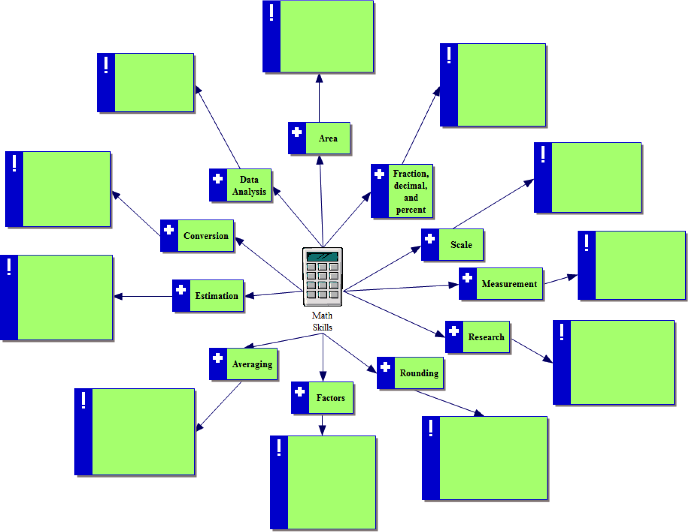 Area
Fraction,
decimal,
and
percent
Data
Analysis
Conversion
Scale
Measurement
Estimation
Math
Skills
Research
Averaging
Rounding
Factors